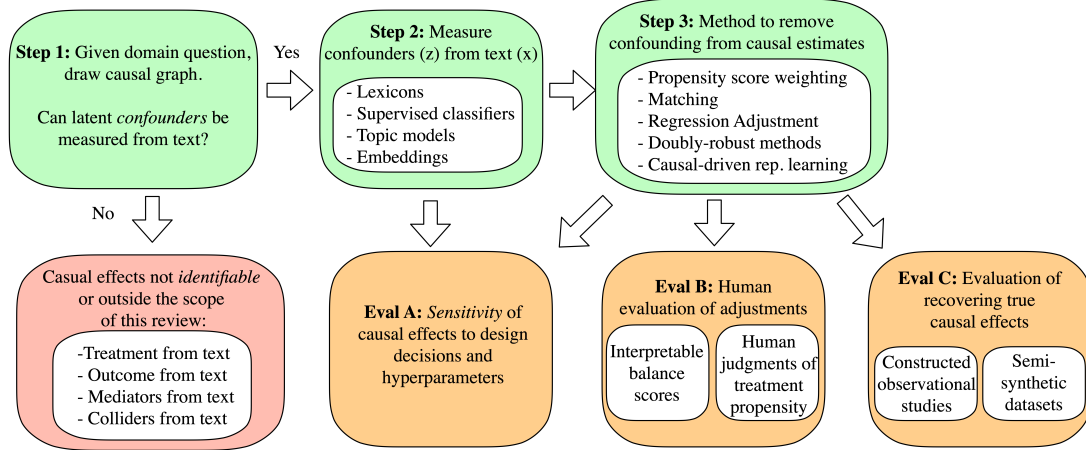 Step 1: Given domain question,
draw causal graph.
Can latent confounders be
measured from text?
Yes
Step 2: Measure
confounders (z) from text (x)
- Lexicons
- Supervised classifiers
- Topic models
- Embeddings
Step 3: Method to remove
confounding from causal estimates
- Propensity score weighting
- Matching
- Regression Adjustment
- Doubly-robust methods
- Causal-driven rep. learning
No
Casual effects not identifiable
or outside the scope
of this review:
-Treatment from text
- Outcome from text
- Mediators from text
- Colliders from text
Eval A: Sensitivity of
causal effects to design
decisions and
hyperparameters
Eval B: Human
evaluation of adjustments
Interpretable
balance
scores
Human
judgments of
treatment
propensity
Eval C: Evaluation of
recovering true
causal effects
Constructed
observational
studies
Semi-
synthetic
datasets